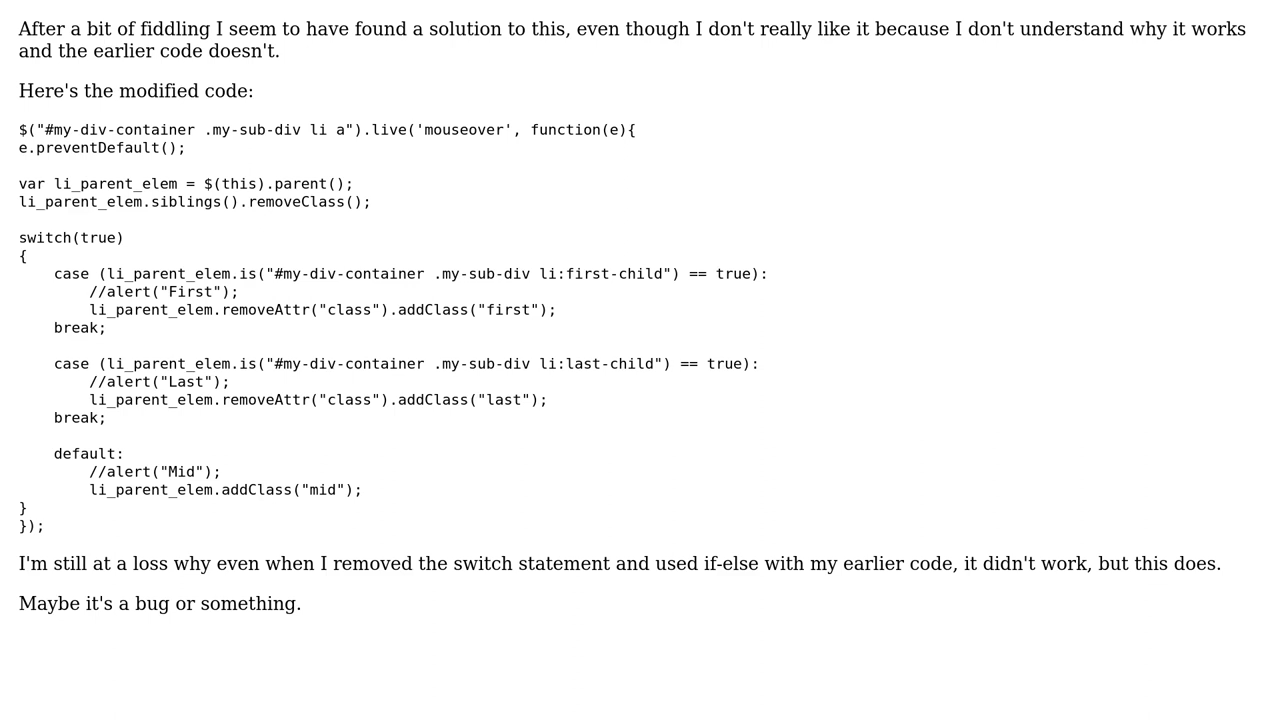 After a bit of fiddling I seem to have found a solution to this, even though I don't really like it because I don't understand why it works
and the earlier code doesn't.
Here's the modified code:
$("#my-div-container .my-sub-div li a").live('mouseover', function(e){
e.preventDefault();
var li_parent_elem = $(this).parent();
li_parent_elem.siblings().removeClass();
switch(true)
{
    case (li_parent_elem.is("#my-div-container .my-sub-div li:first-child") == true):
        //alert("First");
        li_parent_elem.removeAttr("class").addClass("first");
    break;
    case (li_parent_elem.is("#my-div-container .my-sub-div li:last-child") == true):
        //alert("Last");
        li_parent_elem.removeAttr("class").addClass("last");
    break;
    default:
        //alert("Mid");
        li_parent_elem.addClass("mid");
}
});
I'm still at a loss why even when I removed the switch statement and used if-else with my earlier code, it didn't work, but this does.
Maybe it's a bug or something.